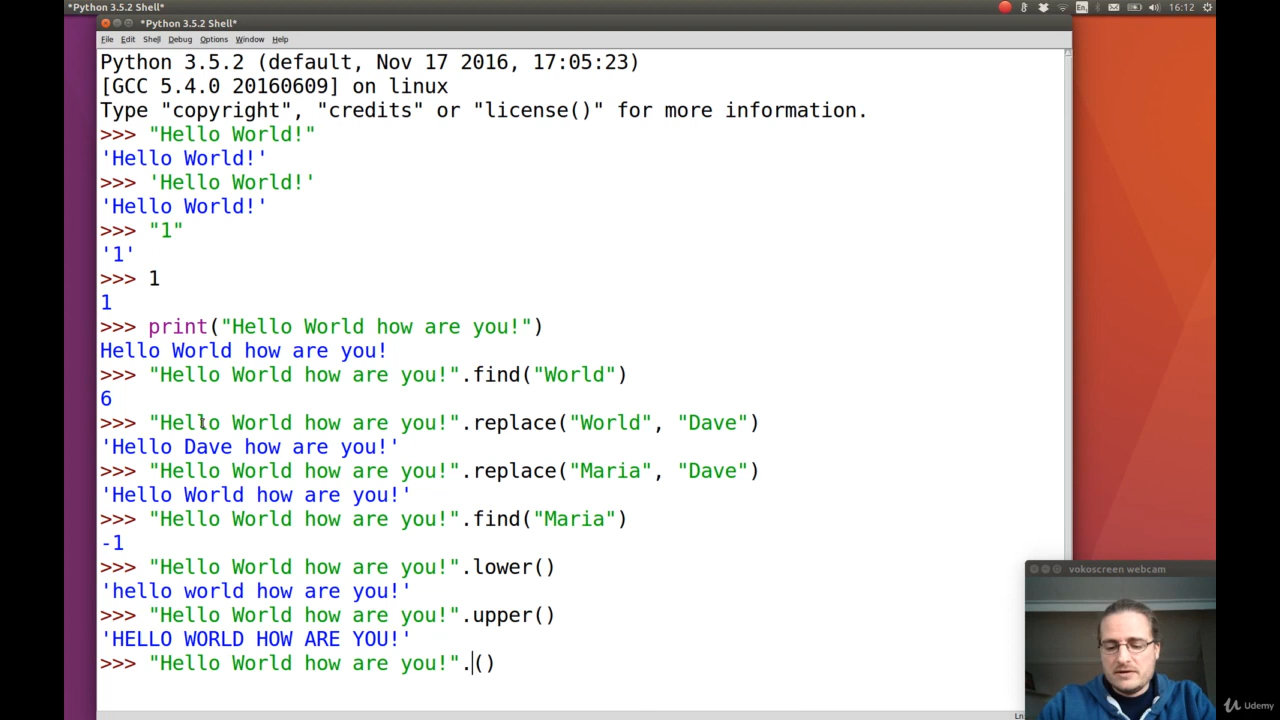 *Python 3.5.2 Shell*
En
16:12
*Python 3.5.2 Shell*
File Edit Shell Debug Options Window Help
Python 3.5.2 (default, Nov 17 2016, 17:05:23)
[GCC 5.4.0 20160609] on linux
Type "copyright", "credits" or "license()" for more information.
>>> "Hello World!"
'Hello World!'
>>> 'Hello World!'
'Hello World!'
>>> "1"
'1'
>>> 1
1
>>> print("Hello World how are you!")
Hello World how are you!
>>> "Hello World how are you!".find("World")
6
>>> "Hello World how are you!".replace("World", "Dave")
'Hello Dave how are you!'
>>> "Hello World how are you!".replace("Maria", "Dave")
'Hello World how are you!'
>>> "Hello World how are you!".find("Maria")
-1
>>> "Hello World how are you!".lower()
'hello world how are you!'
>>> "Hello World how are you!".upper()
'HELLO WORLD HOW ARE YOU!'
>>> "Hello World how are you!".()
vokoscreen webcam
Ln
Udemy